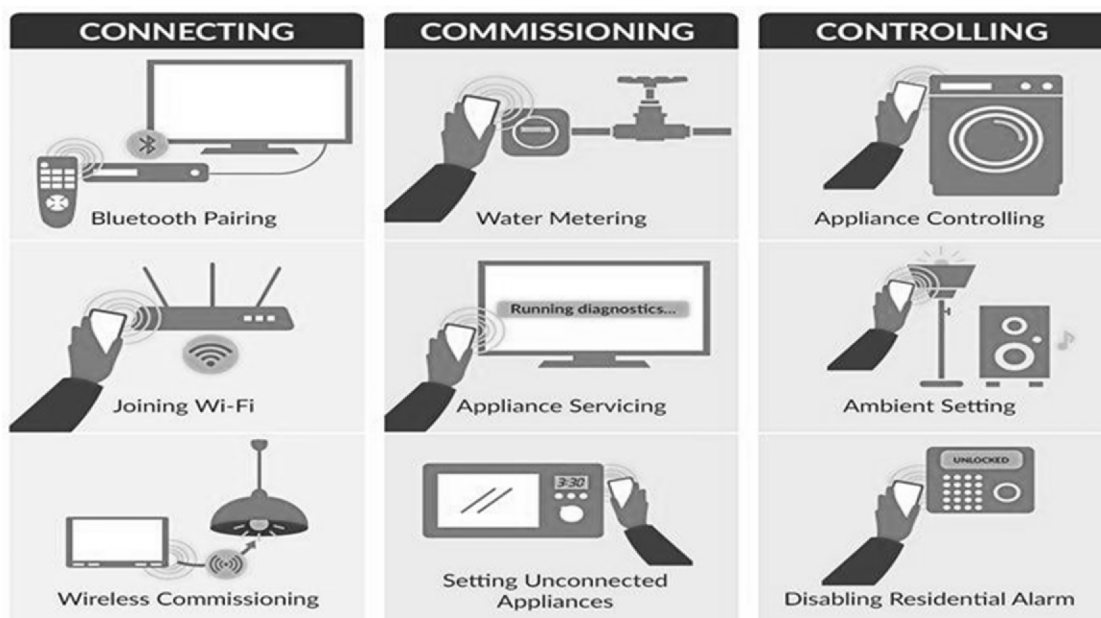 CONNECTING
Bluetooth Pairing
Joining Wi-Fi
Wireless Commissioning
COMMISSIONING
Water Metering
Running diagnostics...
Appliance Servicing
3:30
Setting Unconnected
Appliances
CONTROLLING
Appliance Controlling
Ambient Setting
UNLOCKED
Disabling Residential Alarm